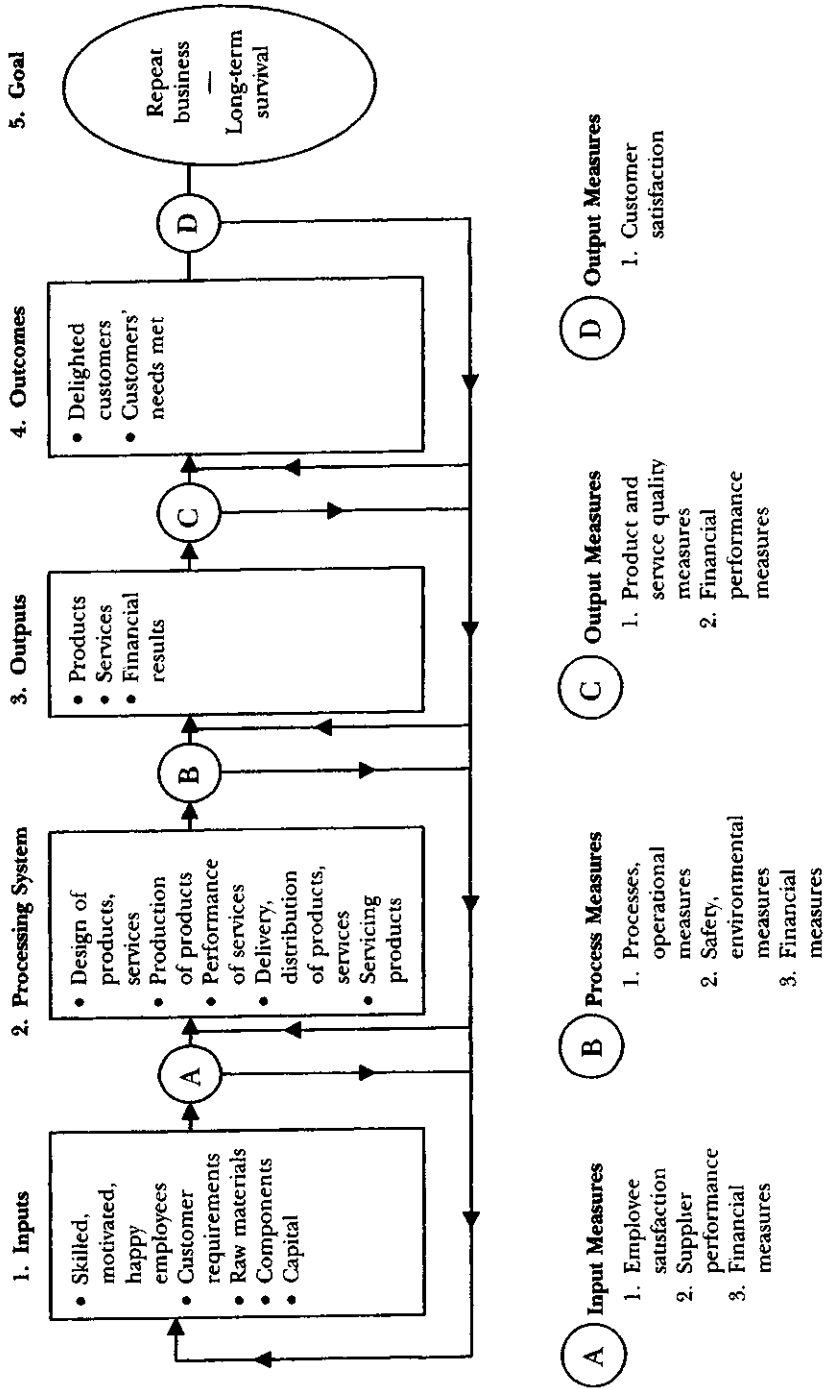 1. Inputs
• Skilled,
motivated,
happy
employees
• Customer
requirements
• Raw materials
• Components
• Capital
A
2. Processing System
• Design of
products,
services
• Production
of products
• Performance
of services
• Delivery,
distribution
of products,
services
• Servicing
products
B
3. Outputs
• Products
• Services
• Financial
results
C
4. Outcomes
• Delighted
customers
• Customers'
needs met
D
5. Goal
Repeat
business
—
Long-term
survival
A Input Measures
1. Employee
satisfaction
2. Supplier
performance
3. Financial
measures
B Process Measures
1. Processes,
operational
measures
2. Safety,
environmental
measures
3. Financial
measures
C Output Measures
1. Product and
service quality
measures
2. Financial
performance
measures
D Output Measures
1. Customer
satisfaction